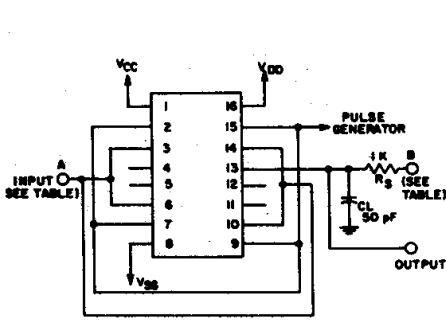 VCC
VDD
1 16
2 15
3 14
4 13
5 12
6 11
7 10
8 9
PULSE
GENERATOR
A
INPUT
(SEE TABLE)
1K
RS
B
(SEE
TABLE)
CL
50 pF
VSS
OUTPUT